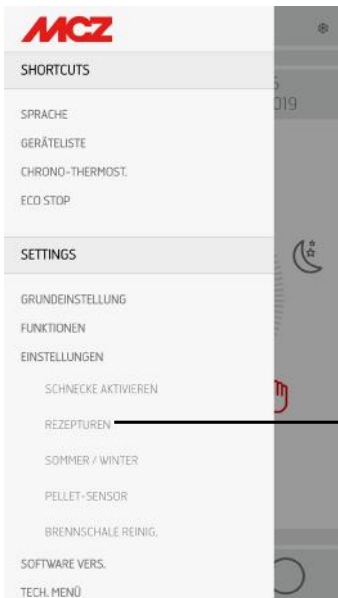 MCZ
SHORTCUTS
SPRACHE
GERÄTELISTE
CHRONO-THERMOST.
ECO STOP
SETTINGS
GRUNDEINSTELLUNG
FUNKTIONEN
EINSTELLUNGEN
SCHNECKE AKTIVIEREN
REZEPTUREN
SOMMER / WINTER
PELLET-SENSOR
BRENNSCHALE REINIG.
SOFTWARE VERS.
TECH. MENÜ
019